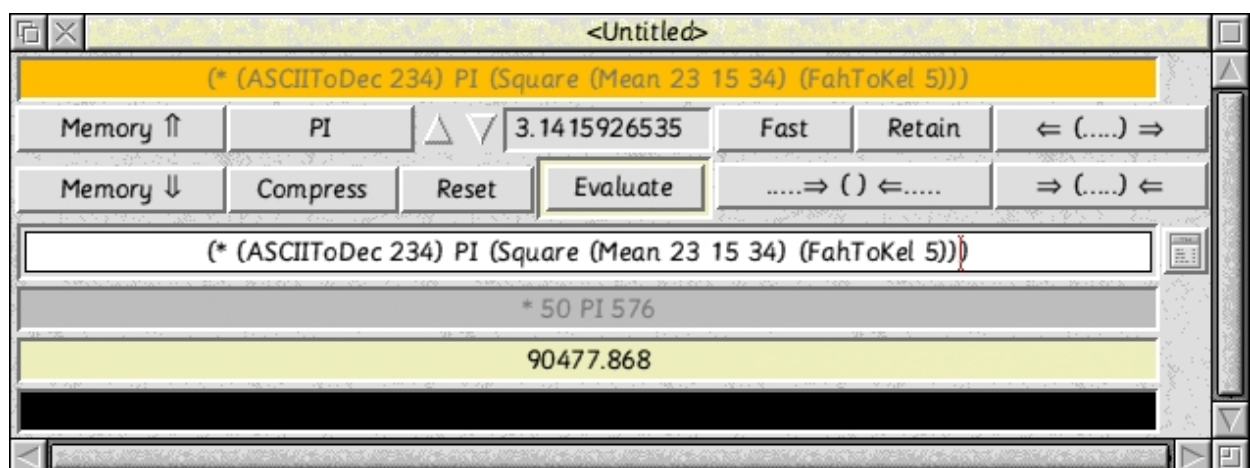 <Untitled>
(* (ASCIIToDec 234) PI (Square (Mean 23 15 34) (FahToKel 5)))
Memory ⇑ PI 3.1415926535 Fast Retain ⇐ (.....) ⇒
Memory ⇓ Compress Reset Evaluate .....⇒ ( ) ⇐..... ⇒ (.....) ⇐
(* (ASCIIToDec 234) PI (Square (Mean 23 15 34) (FahToKel 5)))
* 50 PI 576
90477.868